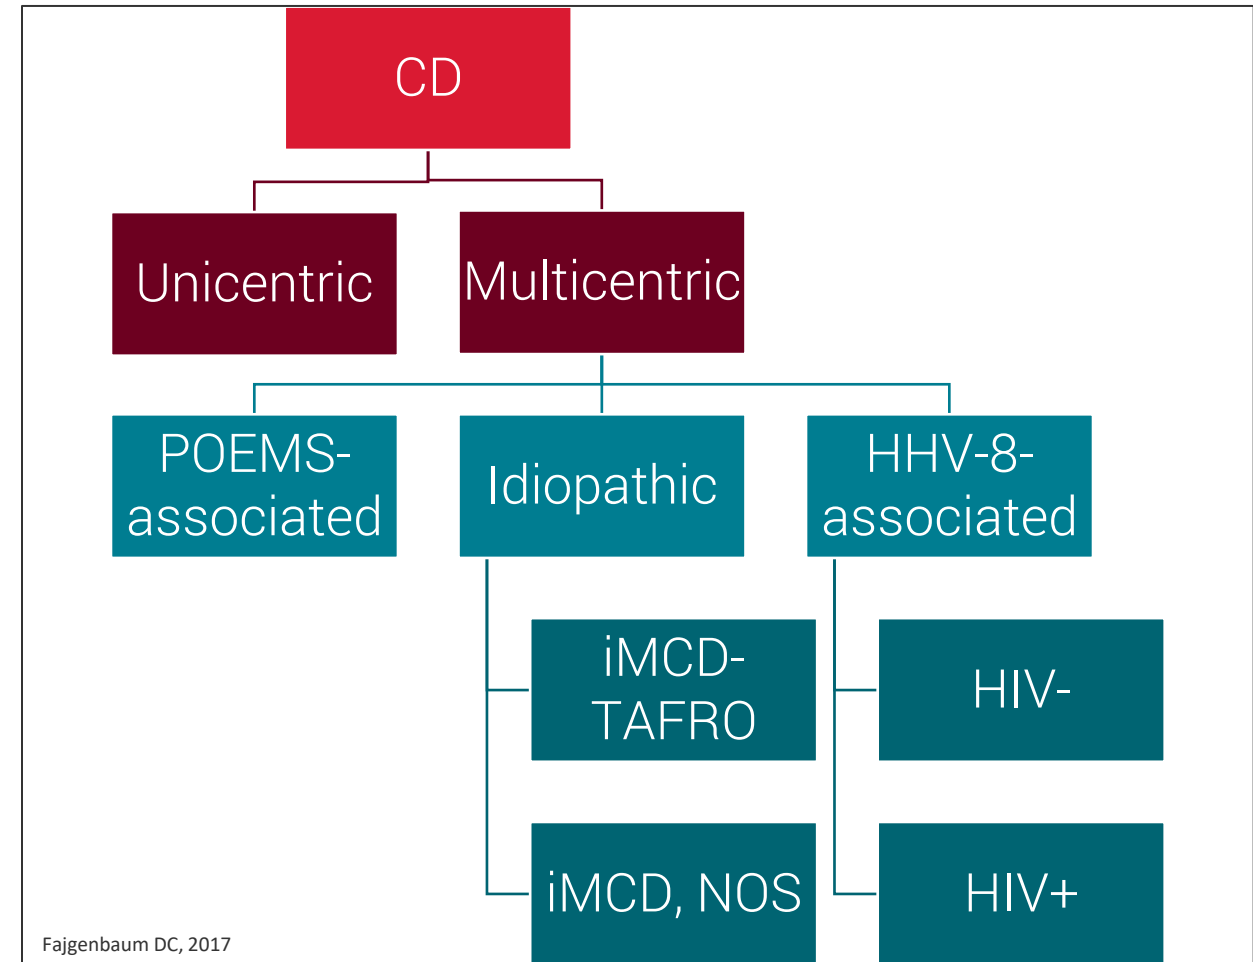 CD
Unicentric
Multicentric
POEMS-
associated
Idiopathic
HHV-8-
associated
iMCD-
TAFRO
HIV-
iMCD, NOS
HIV+
Fajgenbaum DC, 2017